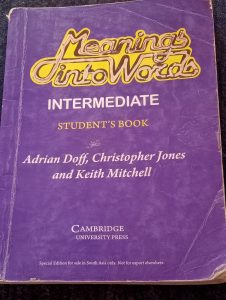 Meanings
into Words
INTERMEDIATE
STUDENT'S BOOK
Adrian Doff, Christopher Jones
and Keith Mitchell
CAMBRIDGE
UNIVERSITY PRESS
Special Edition for sale in South Asia only. Not for export elsewhere.